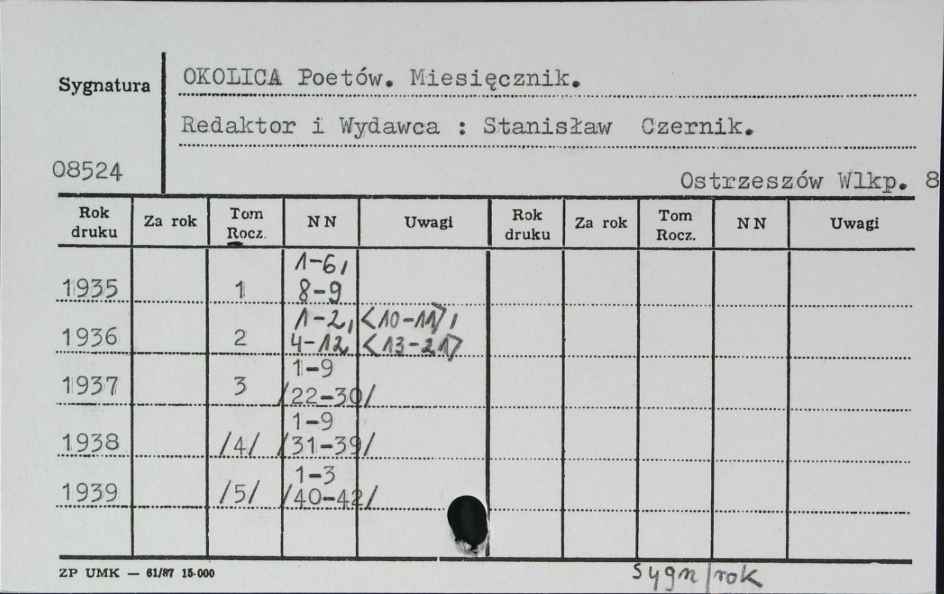 Sygnatura
OKOLICA Poetów. Miesięcznik.
Redaktor i Wydawca : Stanisław Czernik.
08524
Ostrzeszów Wlkp. 8
Rok druku Za rok Tom Rocz. N N Uwagi Rok druku Za rok Tom Rocz. N N Uwagi
1-6,
1935 1 8-9
1-2, <10-11>,
1936 2 4-12, <13-21>
1-9
1937 3 /22-30/
1-9
1938 /4/ /31-39/
1-3
1939 /5/ /40-42/
ZP UMK — 61/87 15-000
sygn/rok